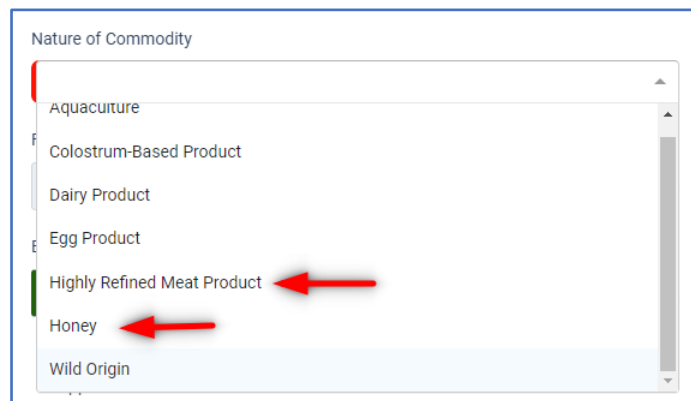 Nature of Commodity
Aquaculture
Colostrum-Based Product
Dairy Product
Egg Product
Highly Refined Meat Product
Honey
Wild Origin